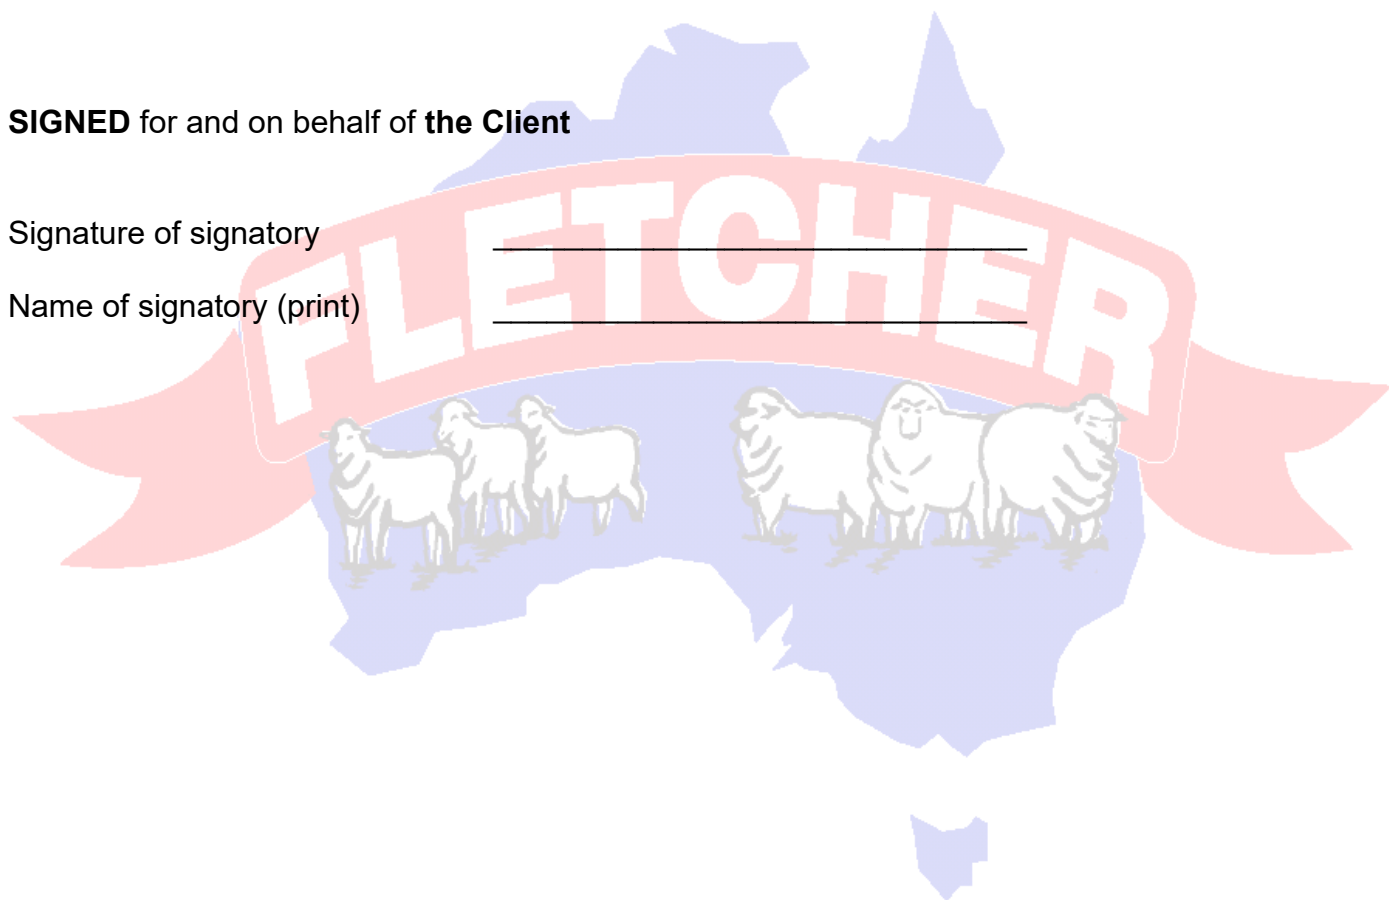 SIGNED for and on behalf of the Client
Signature of signatory
Name of signatory (print)
FLETCHER